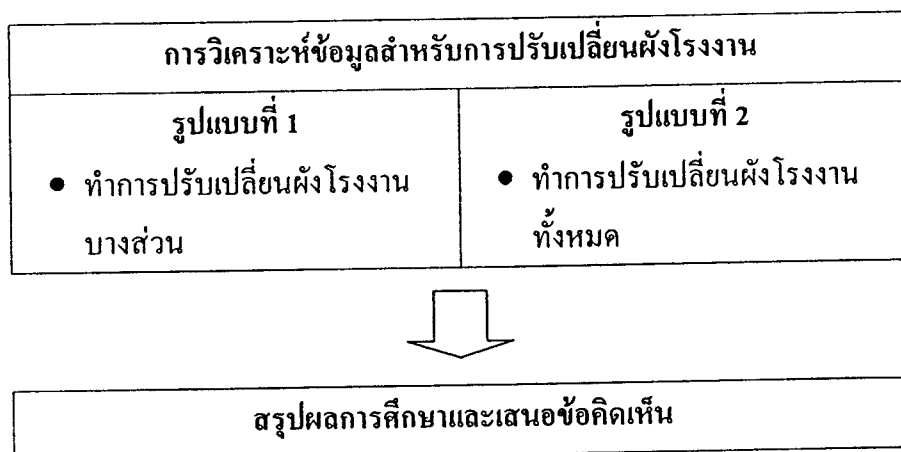 การวิเคราะห์ข้อมูลสำหรับการปรับเปลี่ยนผังโรงงาน
รูปแบบที่ 1
● ทำการปรับเปลี่ยนผังโรงงาน
บางส่วน
รูปแบบที่ 2
● ทำการปรับเปลี่ยนผังโรงงาน
ทั้งหมด
สรุปผลการศึกษาและเสนอข้อคิดเห็น